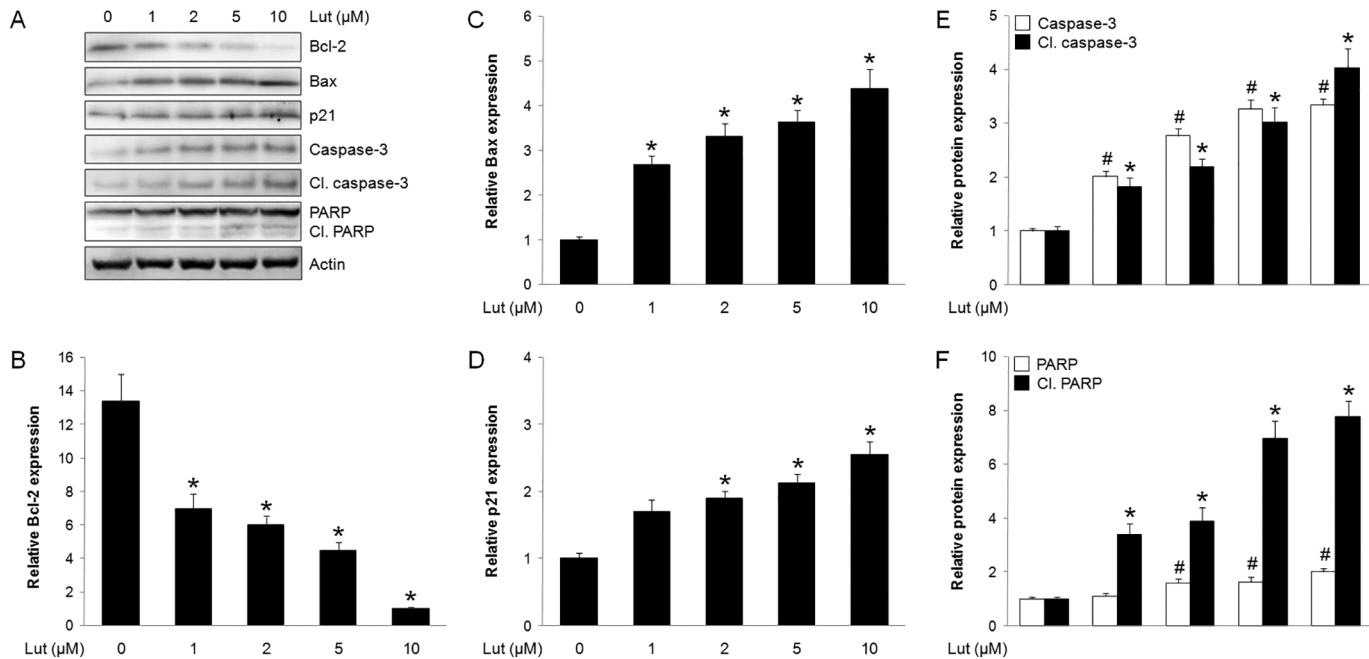 A
0 1 2 5 10 Lut (µM)
Bcl-2
Bax
p21
Caspase-3
Cl. caspase-3
PARP
Cl. PARP
Actin
B
Relative Bcl-2 expression
16
14
12
10
8
6
4
2
0
*
*
*
*
Lut (µM) 0 1 2 5 10
C
Relative Bax expression
6
5
4
3
2
1
0
*
*
*
*
Lut (µM) 0 1 2 5 10
D
Relative p21 expression
4
3
2
1
0
*
*
*
Lut (µM) 0 1 2 5 10
E
Caspase-3
Cl. caspase-3
Relative protein expression
5
4
3
2
1
0
# *
# *
# *
# *
Lut (µM)
F
PARP
Cl. PARP
Relative protein expression
10
8
6
4
2
0
*
# *
# *
# *
Lut (µM)